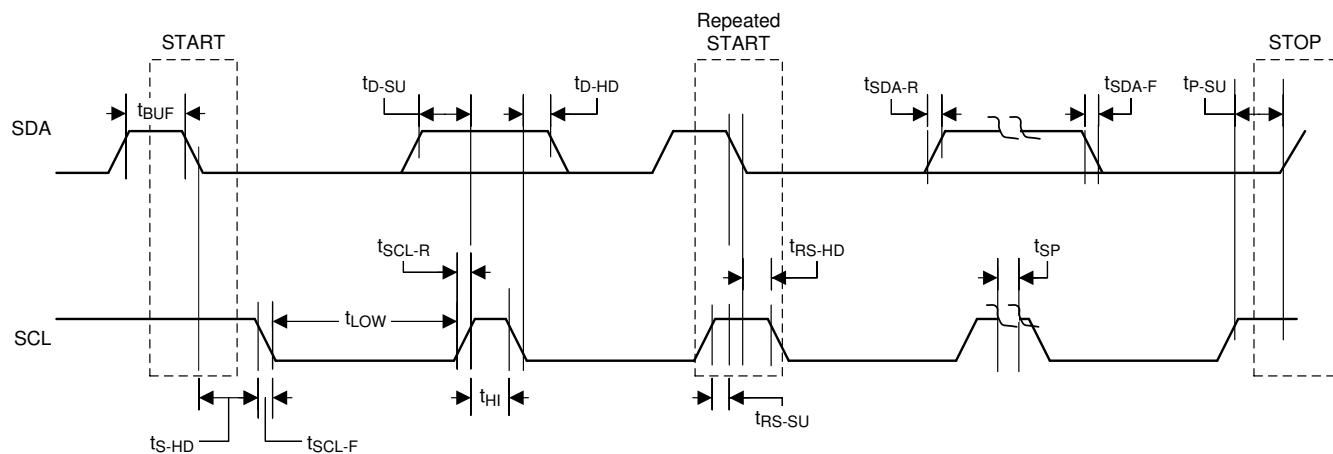 START
Repeated
START
STOP
tD-SU
tD-HD
tSDA-R
tSDA-F
tP-SU
tBUF
SDA
tSCL-R
tRS-HD
tSP
tLOW
SCL
tHI
tRS-SU
tS-HD
tSCL-F